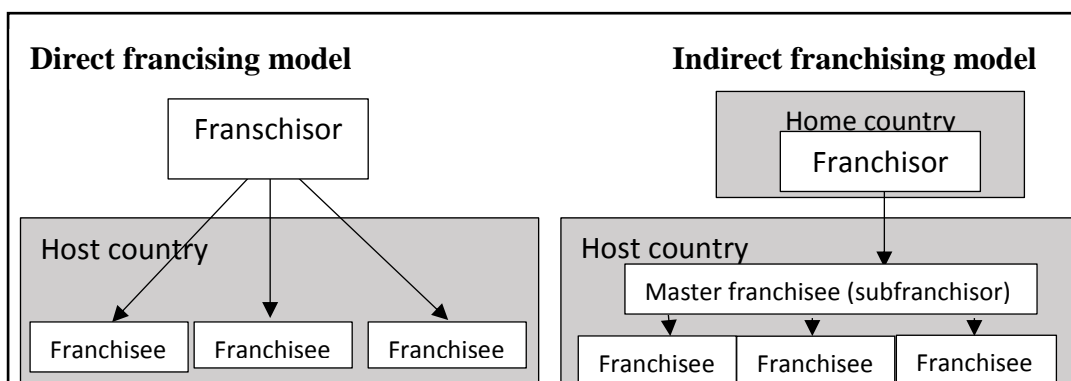 Direct francising model
Franschisor
Host country
Franchisee
Franchisee
Franchisee
Indirect franchising model
Home country
Franchisor
Host country
Master franchisee (subfranchisor)
Franchisee
Franchisee
Franchisee